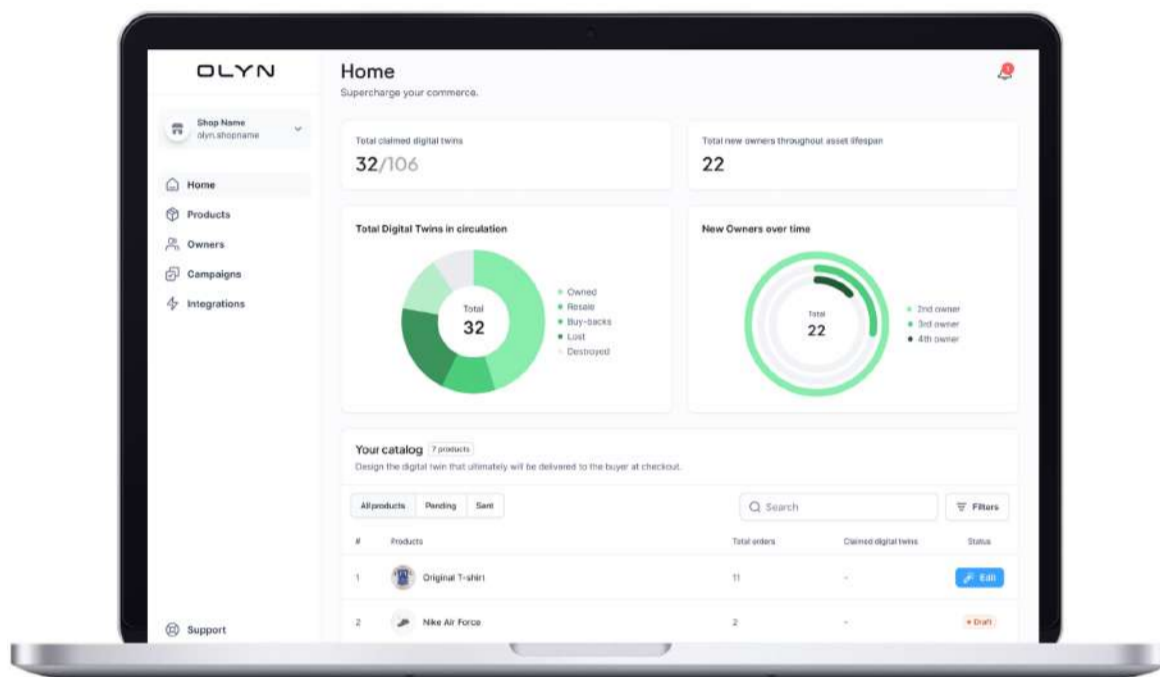 OLYN
Shop Name
olyn.shopname
Home
Products
Owners
Campaigns
Integrations
Support
Home
Supercharge your commerce.
1
Total claimed digital twins
32/106
Total new owners throughout asset lifespan
22
Total Digital Twins in circulation
Total
32
Owned
Resale
Buy-backs
Lost
Destroyed
New Owners over time
Total
22
2nd owner
3rd owner
4th owner
Your catalog 7 products
Design the digital twin that ultimately will be delivered to the buyer at checkout.
All products Pending Sent
Search
Filters
# Products Total orders Claimed digital twins Status
1 Original T-shirt 11 - Edit
2 Nike Air Force 2 - Draft